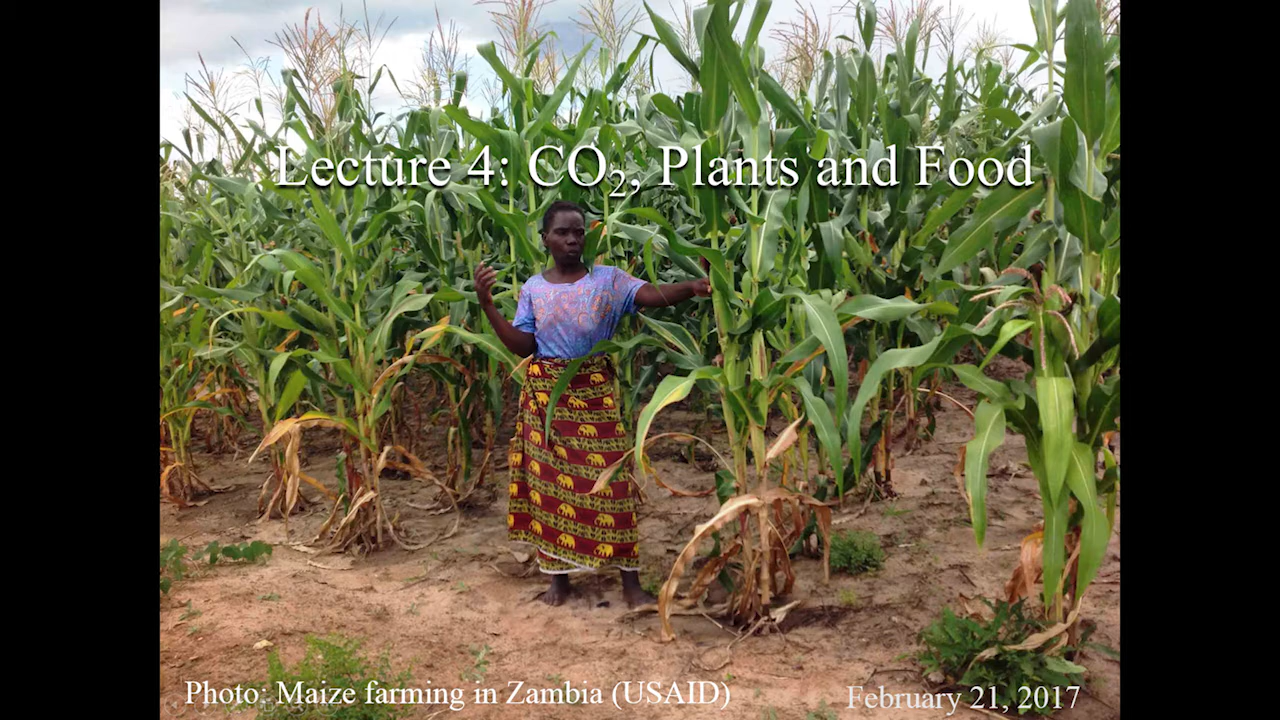 Lecture 4: CO₂, Plants and Food
Photo: Maize farming in Zambia (USAID)
February 21, 2017